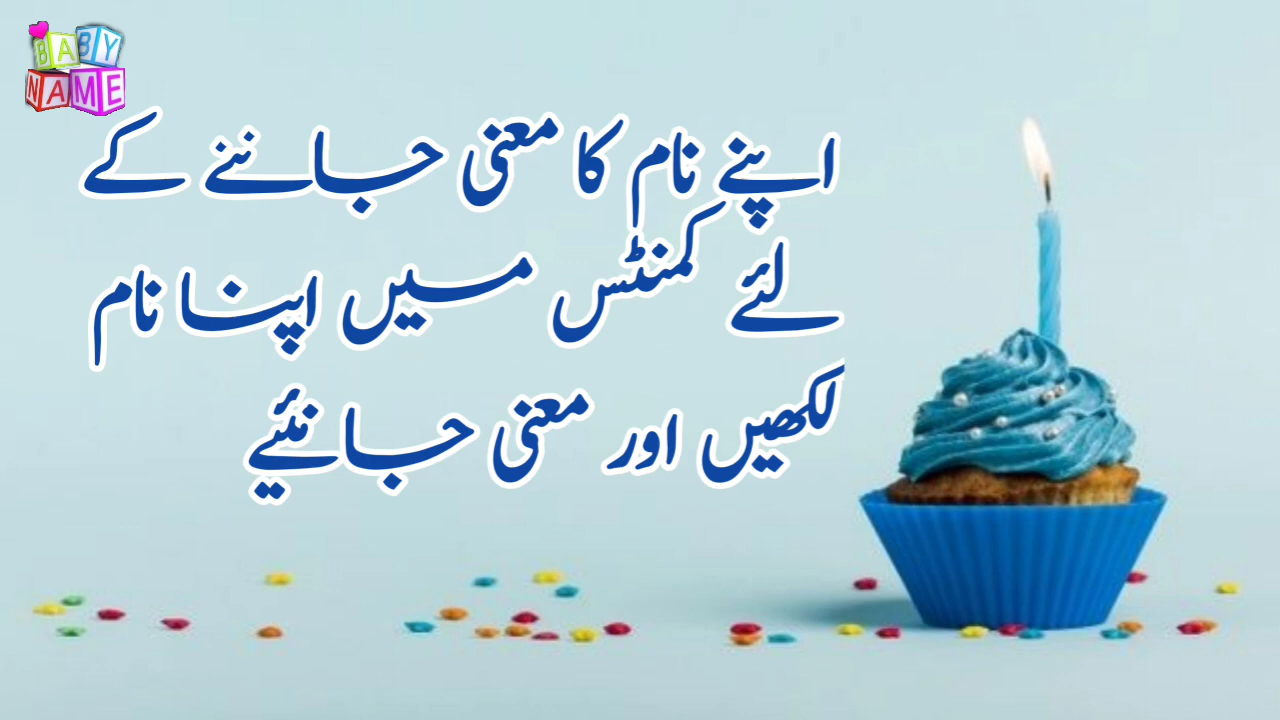 BABY
NAME
اپنے نام کا معنی جاننے کے
لئے کمنٹس میں اپنا نام
لکھیں اور معنی جانئیے